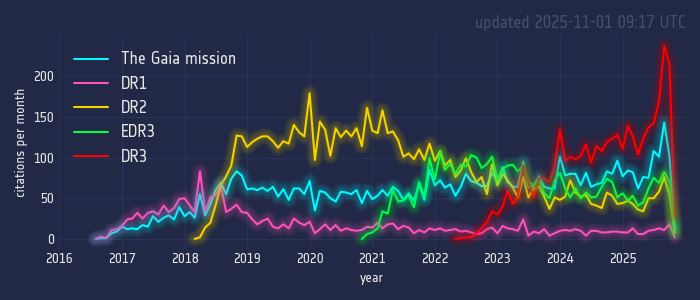 updated 2025-11-01 09:17 UTC
The Gaia mission
DR1
DR2
EDR3
DR3
citations per month
200
150
100
50
0
2016 2017 2018 2019 2020 2021 2022 2023 2024 2025
year